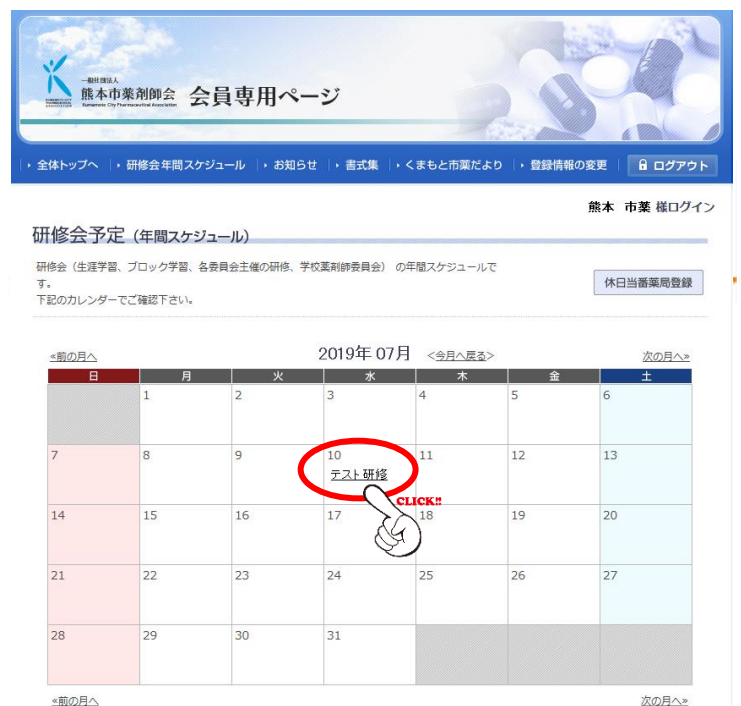 一般社団法人
熊本市薬剤師会 会員専用ページ
Kumamoto City Pharmaceutical Association
全体トップへ 研修会年間スケジュール お知らせ 書式集 くまもと市薬だより 登録情報の変更 ログアウト
熊本 市薬 様ログイン
研修会予定（年間スケジュール）
研修会（生涯学習、ブロック学習、各委員会主催の研修、学校薬剤師委員会） の年間スケジュールで
す。
下記のカレンダーでご確認下さい。
休日当番薬局登録
«前の月へ 2019年 07月 <今月へ戻る> 次の月へ»
日 月 火 水 木 金 土
1 2 3 4 5 6
7 8 9 10 11 12 13
テスト研修
CLICK!!
14 15 16 17 18 19 20
21 22 23 24 25 26 27
28 29 30 31
«前の月へ 次の月へ»